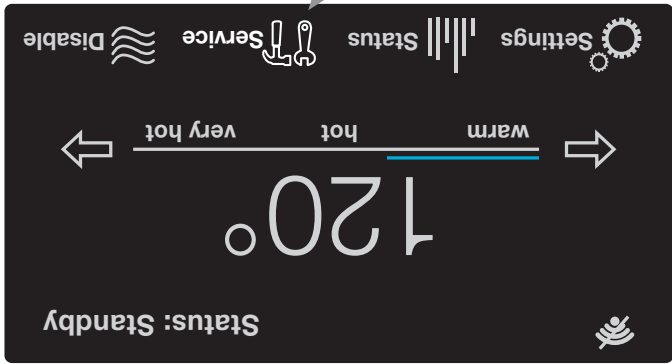 Status: Standby
120°
warm hot very hot
Settings Status Service Disable